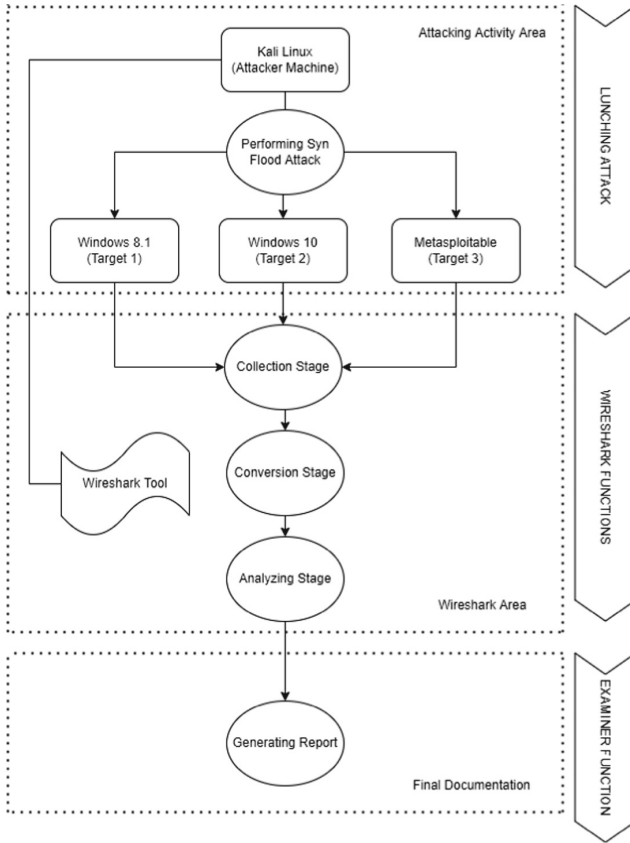 Attacking Activity Area
Kali Linux
(Attacker Machine)
Performing Syn
Flood Attack
Windows 8.1
(Target 1)
Windows 10
(Target 2)
Metasploitable
(Target 3)
LUNCHING ATTACK
Collection Stage
Conversion Stage
Wireshark Tool
Analyzing Stage
Wireshark Area
WIRESHARK FUNCTIONS
Generating Report
Final Documentation
EXAMINER FUNCTION